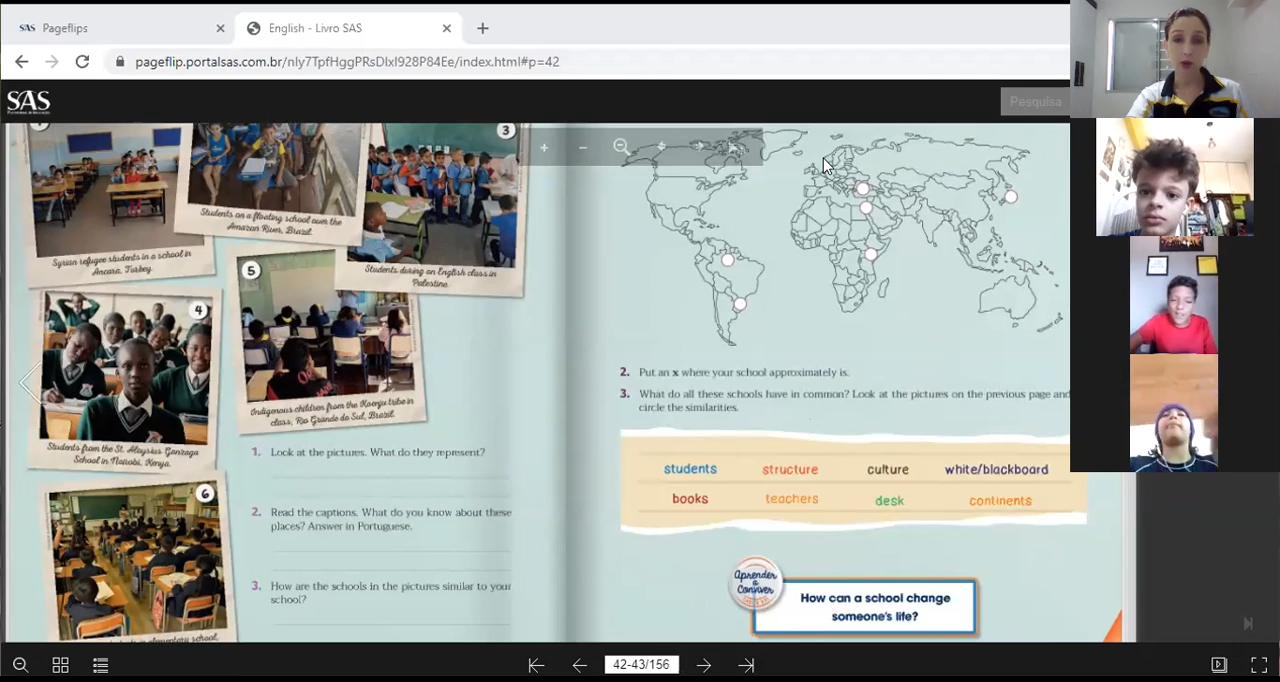 SAS Pageflips
English - Livro SAS
pageflip.portalsas.com.br/nly7TpfHggPRsDlxl928P84Ee/index.html#p=42
SAS
Pesquisa
3
Students on a floating school over the
Amazon River, Brazil.
Syrian refugee students in a school in
Ancara, Turkey.
Students during an English class in
Palestine.
5
4
Indigenous children from the Koenju tribe in
class, Rio Grande do Sul, Brazil.
Students from the St. Aloysius Gonzaga
School in Nairobi, Kenya.
6
1. Look at the pictures. What do they represent?
2. Read the captions. What do you know about these
places? Answer in Portuguese.
3. How are the schools in the pictures similar to your
school?
2. Put an x where your school approximately is.
3. What do all these schools have in common? Look at the pictures on the previous page and
circle the similarities.
students structure culture white/blackboard
books teachers desk continents
Aprender
e
Conviver
How can a school change
someone's life?
42-43/156